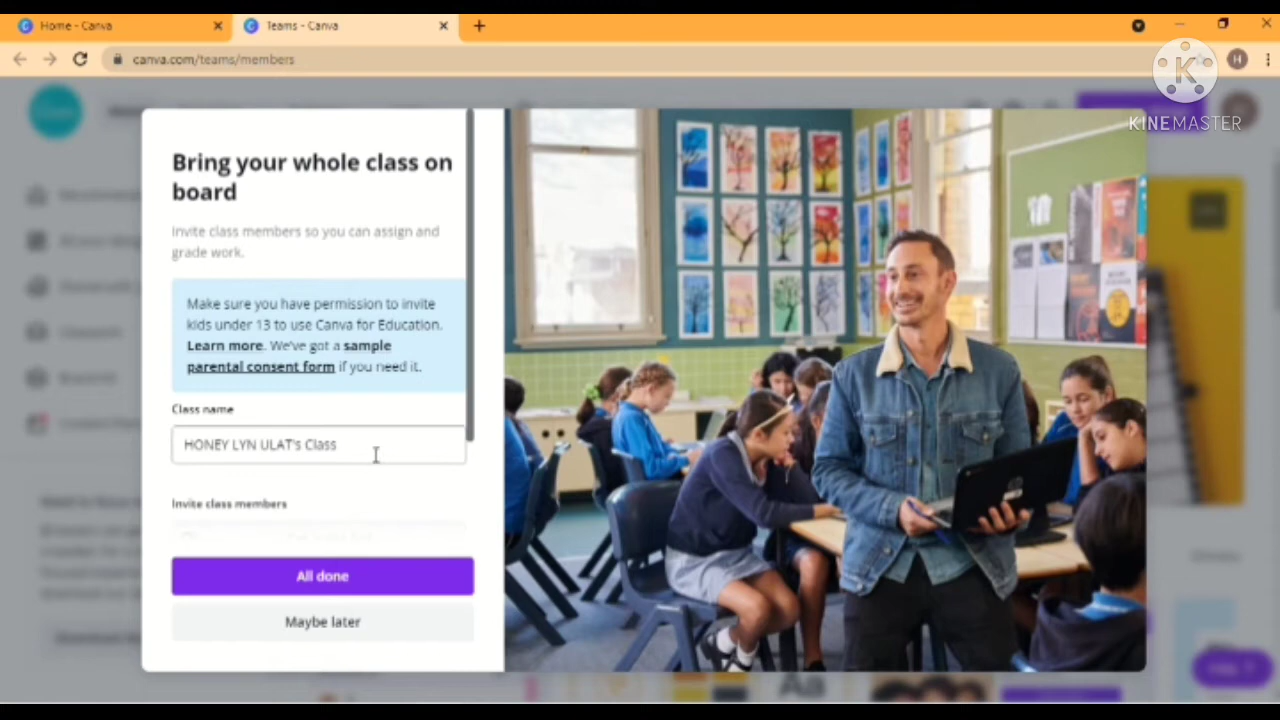 Home - Canva
Teams - Canva
canva.com/teams/members
H
K
KINEMASTER
Bring your whole class on
board
Invite class members so you can assign and
grade work.
Make sure you have permission to invite
kids under 13 to use Canva for Education.
Learn more. We've got a sample
parental consent form if you need it.
Class name
HONEY LYN ULAT's Class
Invite class members
All done
Maybe later
Aa